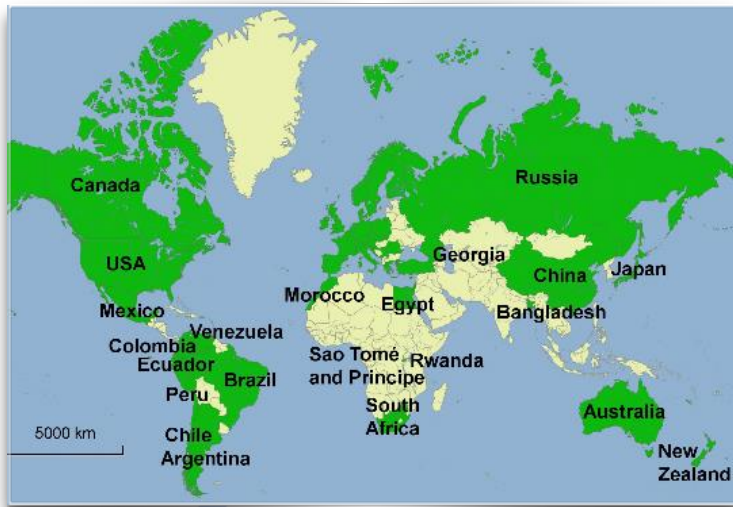 Canada
Russia
USA
Georgia
China
Japan
Mexico
Morocco
Egypt
Bangladesh
Venezuela
Colombia
Ecuador
Sao Tomé
and Principe
Rwanda
Brazil
Peru
South
Africa
Australia
5000 km
Chile
Argentina
New
Zealand